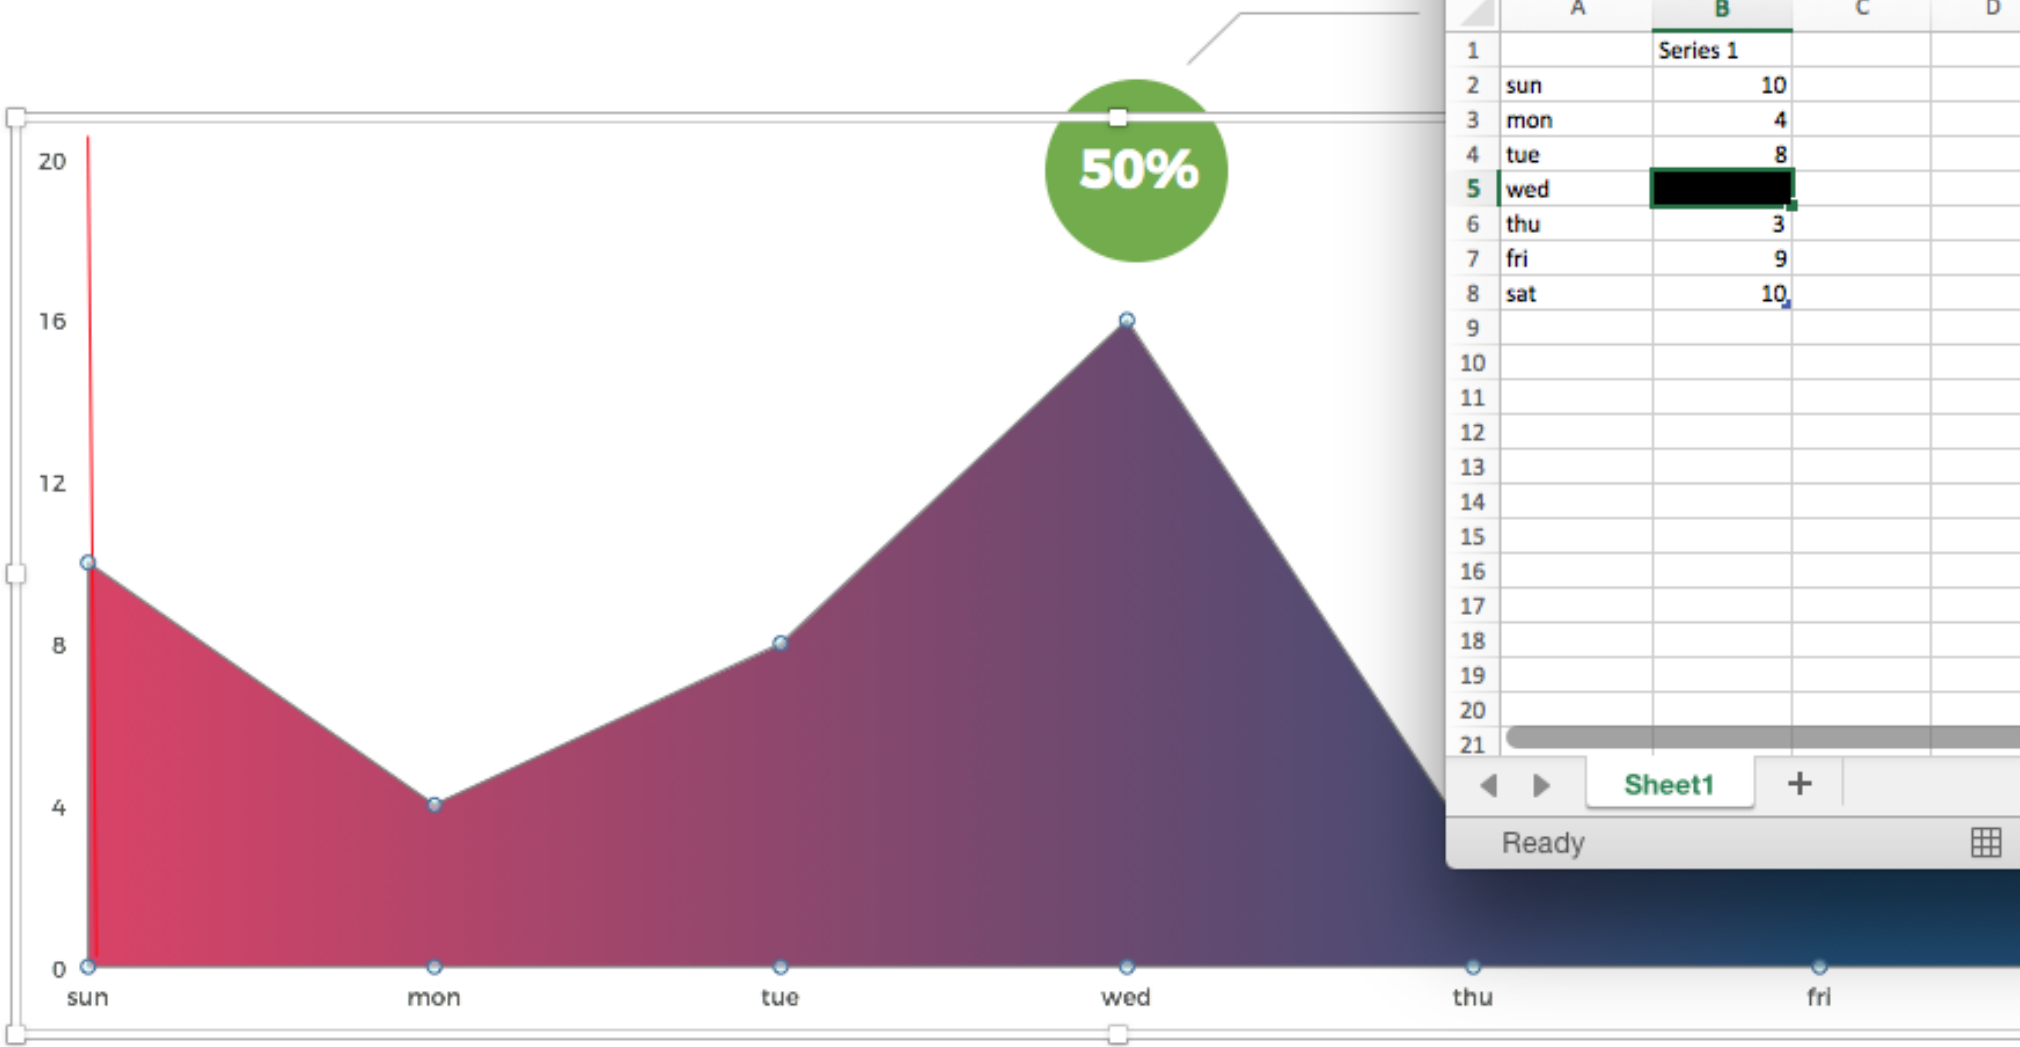 50%
20
16
12
8
4
0
sun mon tue wed thu fri
A B C D
1 Series 1
2 sun 10
3 mon 4
4 tue 8
5 wed
6 thu 3
7 fri 9
8 sat 10
9
10
11
12
13
14
15
16
17
18
19
20
21
Sheet1 +
Ready